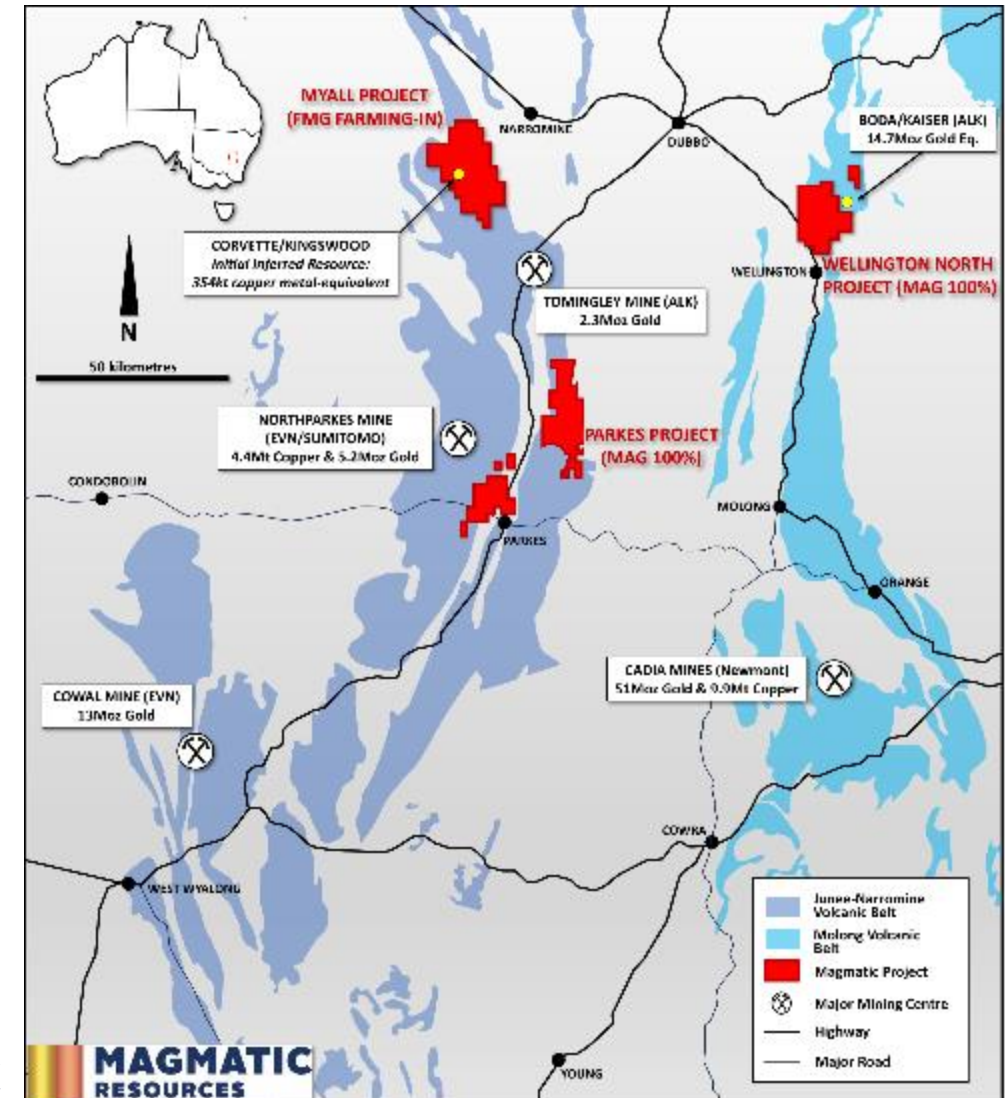 MYALL PROJECT
(FMG FARMING-IN)
NARROMINE
DUBBO
BODA/KAISER (ALK)
14.7Moz Gold Eq.
CORVETTE/KINGSWOOD
Initial Inferred Resource:
354kt copper metal-equivalent
WELLINGTON
WELLINGTON NORTH
PROJECT (MAG 100%)
N
TOMINGLEY MINE (ALK)
2.3Moz Gold
50 kilometres
NORTHPARKES MINE
(EVN/SUMITOMO)
4.4Mt Copper & 5.2Moz Gold
PARKES PROJECT
(MAG 100%)
CONDOBOLIN
MOLONG
PARKES
ORANGE
CADIA MINES (Newmont)
51Moz Gold & 9.9Mt Copper
COWAL MINE (EVN)
13Moz Gold
COWRA
WEST WYALONG
Junee-Narromine
Volcanic Belt
Molong Volcanic
Belt
Magmatic Project
Major Mining Centre
Highway
Major Road
YOUNG
MAGMATIC
RESOURCES